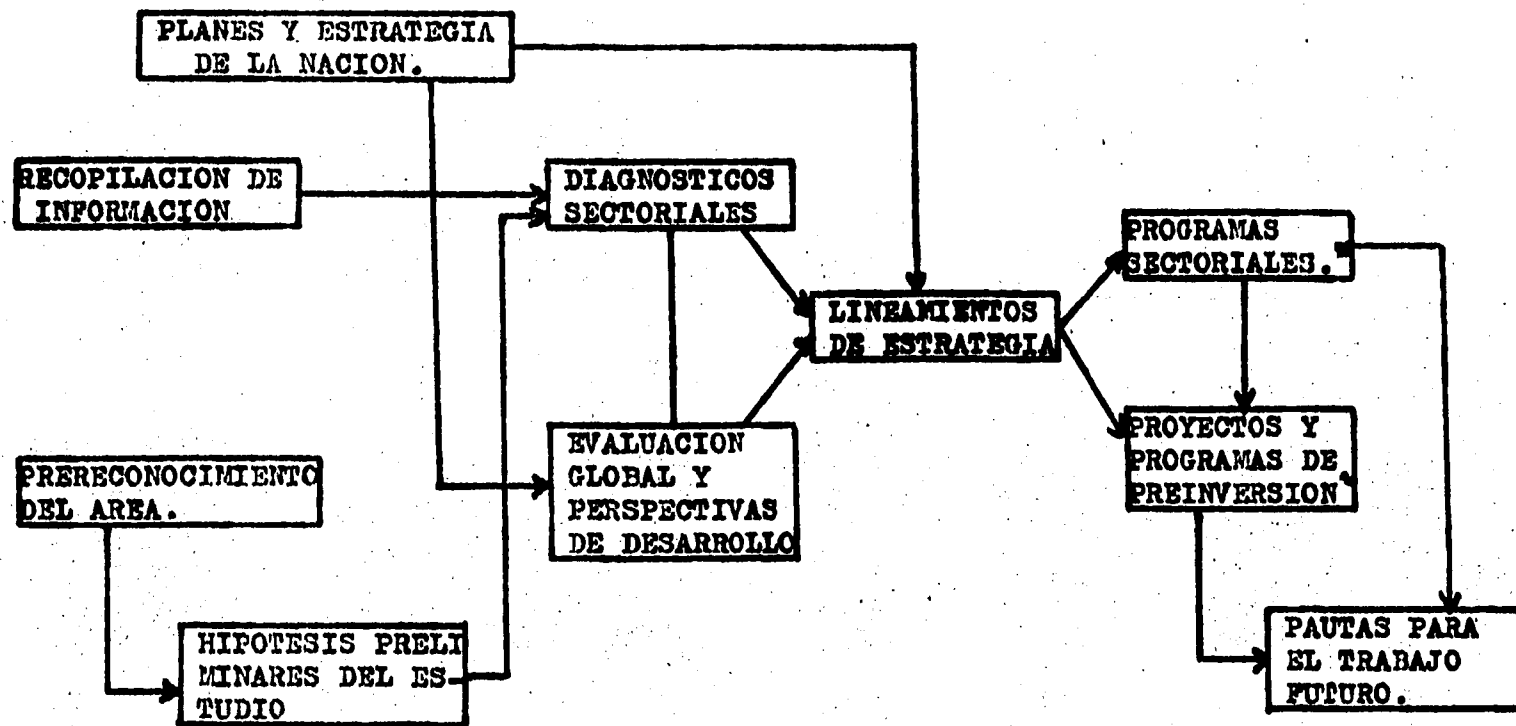 PLANES Y ESTRATEGIA
DE LA NACION.
RECOPILACION DE
INFORMACION
DIAGNOSTICOS
SECTORIALES
PROGRAMAS
SECTORIALES.
LINEAMIENTOS
DE ESTRATEGIA
EVALUACION
GLOBAL Y
PERSPECTIVAS
DE DESARROLLO
PROYECTOS Y
PROGRAMAS DE
PREINVERSION
PRERECONOCIMIENTO
DEL AREA.
HIPOTESIS PRELI
MINARES DEL ES-
TUDIO
PAUTAS PARA
EL TRABAJO
FUTURO.